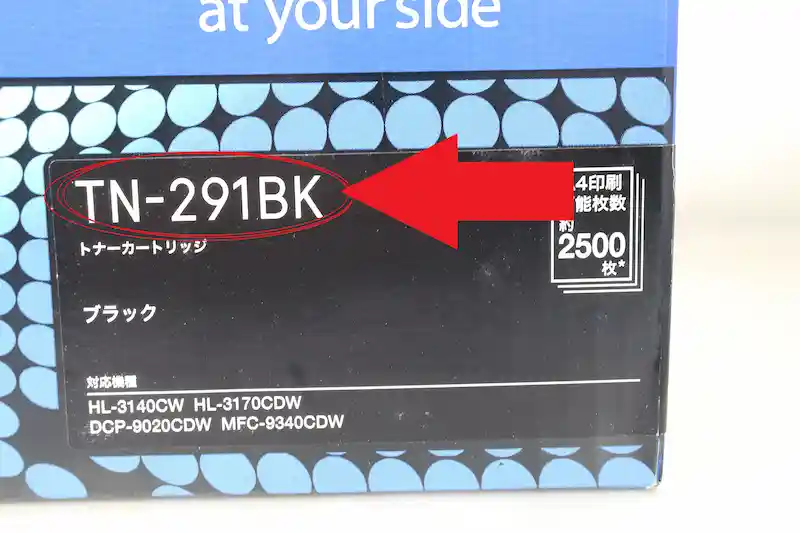 at your side
TN-291BK
トナーカートリッジ
4印刷
能枚数
約
2500
枚*
ブラック
対応機種
HL-3140CW HL-3170CDW
DCP-9020CDW MFC-9340CDW